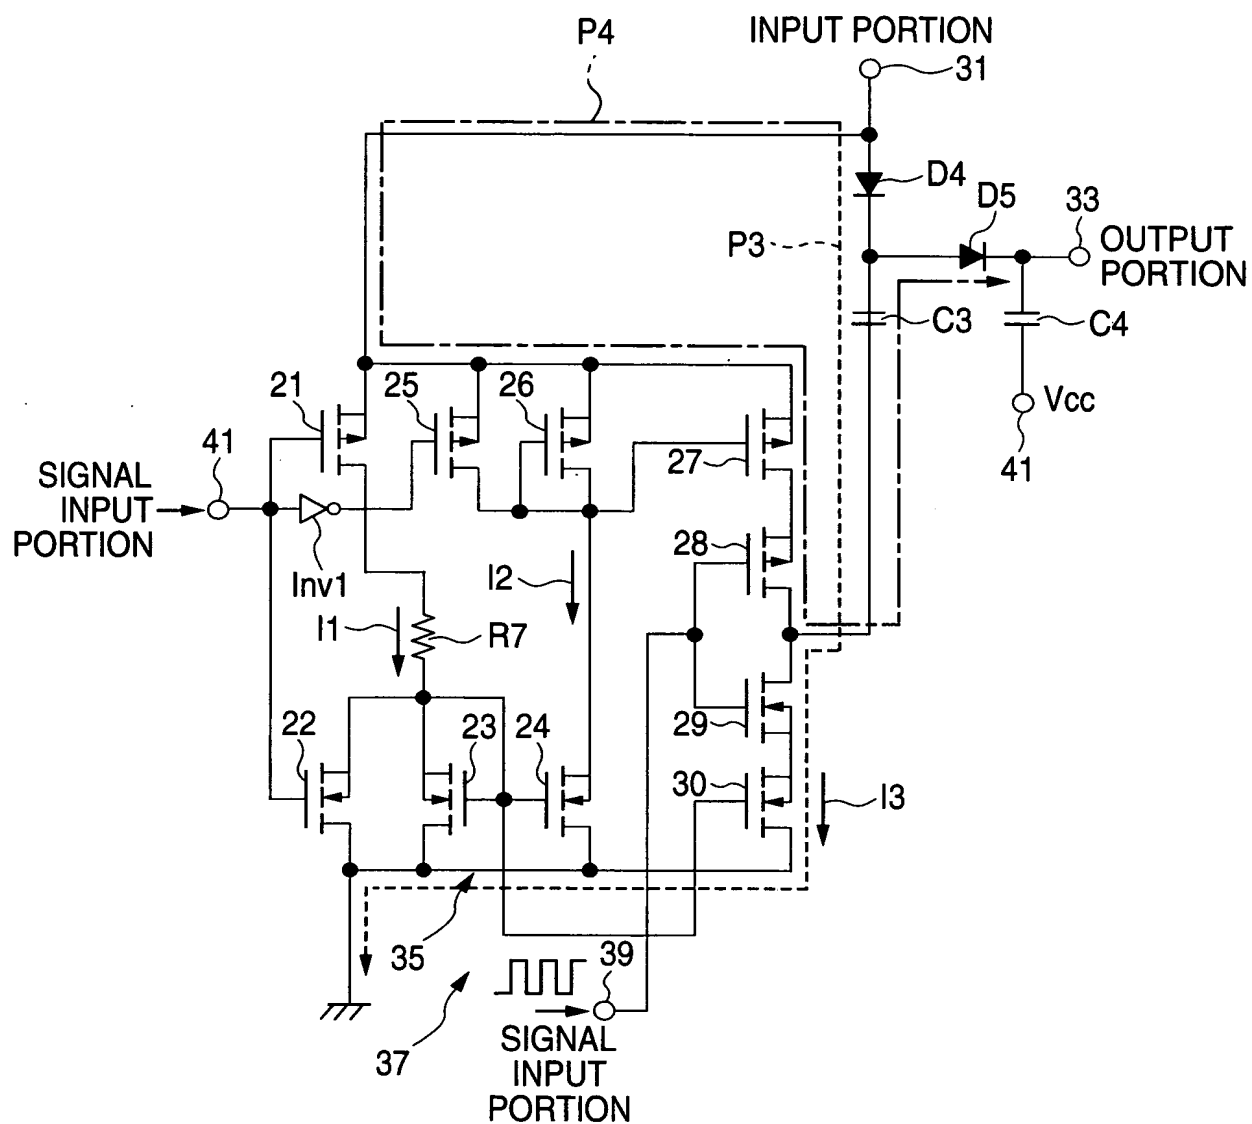 P4
INPUT PORTION
31
D4
D5
33
OUTPUT
PORTION
P3
C3
C4
Vcc
41
21
25
26
27
41
SIGNAL
INPUT
PORTION
Inv1
I2
28
I1
R7
22
23
24
29
30
I3
35
39
37
SIGNAL
INPUT
PORTION